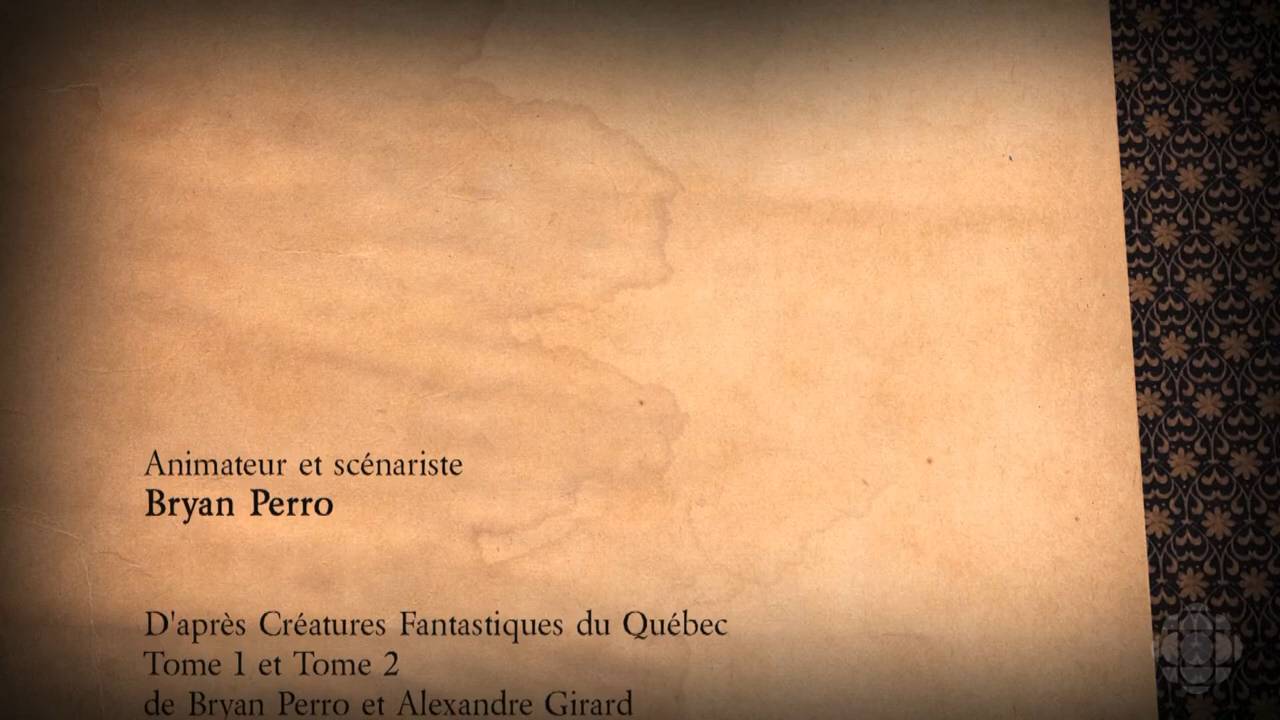 Animateur et scénariste
Bryan Perro
D'après Créatures Fantastiques du Québec
Tome 1 et Tome 2
de Bryan Perro et Alexandre Girard